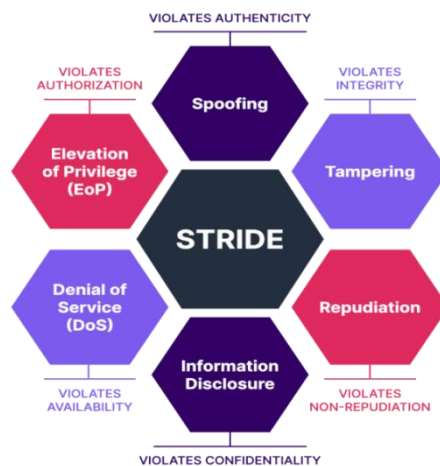 VIOLATES AUTHENTICITY
Spoofing
VIOLATES
AUTHORIZATION
Elevation
of Privilege
(EoP)
VIOLATES
INTEGRITY
Tampering
STRIDE
Denial of
Service
(DoS)
VIOLATES
AVAILABILITY
Repudiation
VIOLATES
NON-REPUDIATION
Information
Disclosure
VIOLATES CONFIDENTIALITY